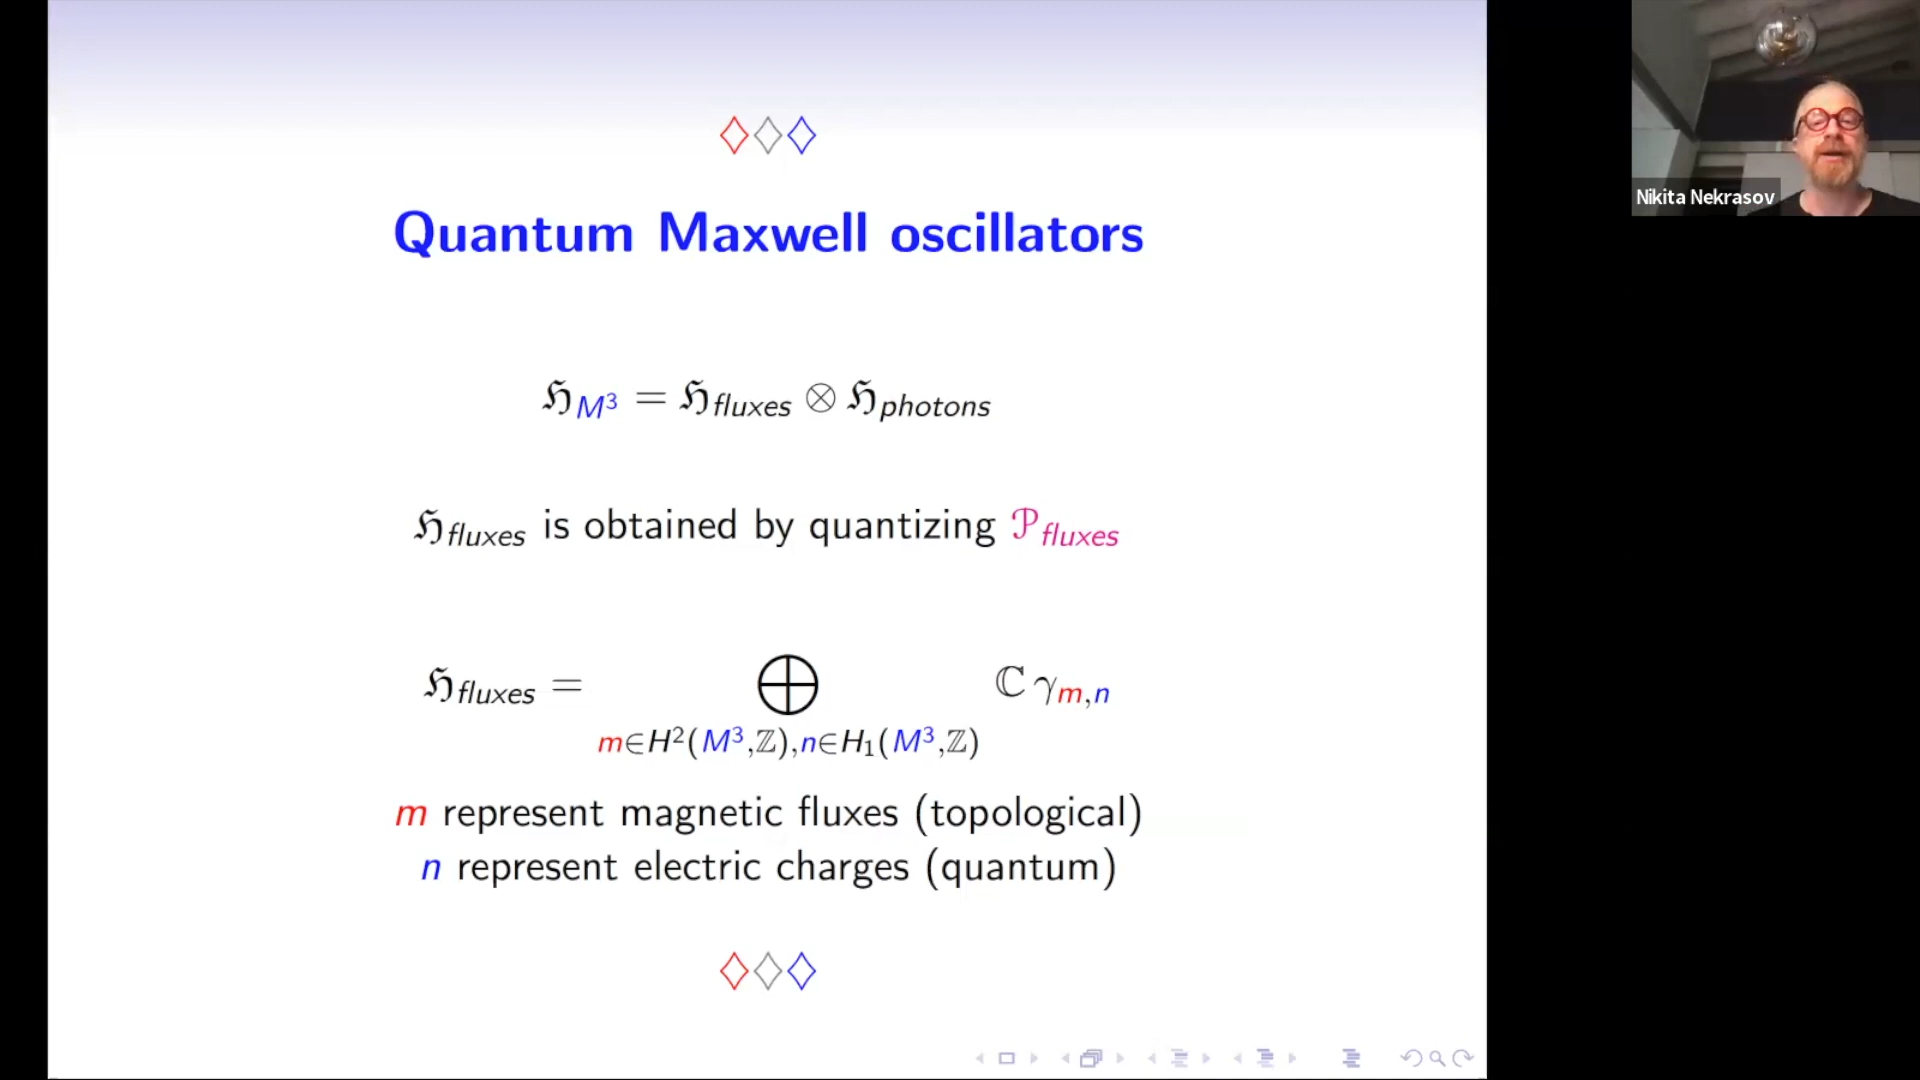 Quantum Maxwell oscillators
ℌ_{M³} = ℌ_{fluxes} ⊗ ℌ_{photons}
ℌ_{fluxes} is obtained by quantizing 𝒫_{fluxes}
ℌ_{fluxes} = ⊕_{m∈H²(M³,ℤ),n∈H₁(M³,ℤ)} ℂ γ_{m,n}
m represent magnetic fluxes (topological)
n represent electric charges (quantum)
Nikita Nekrasov